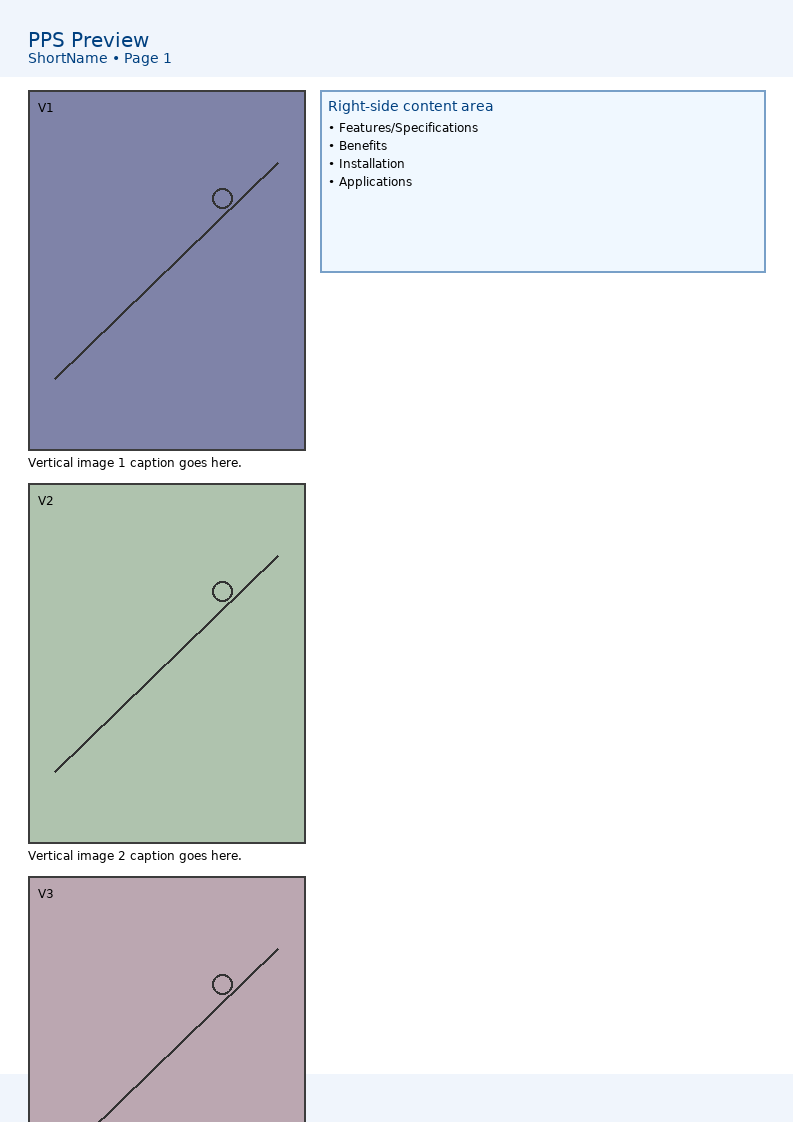 PPS Preview
ShortName • Page 1
V1
Vertical image 1 caption goes here.
V2
Vertical image 2 caption goes here.
V3
Right-side content area
• Features/Specifications
• Benefits
• Installation
• Applications